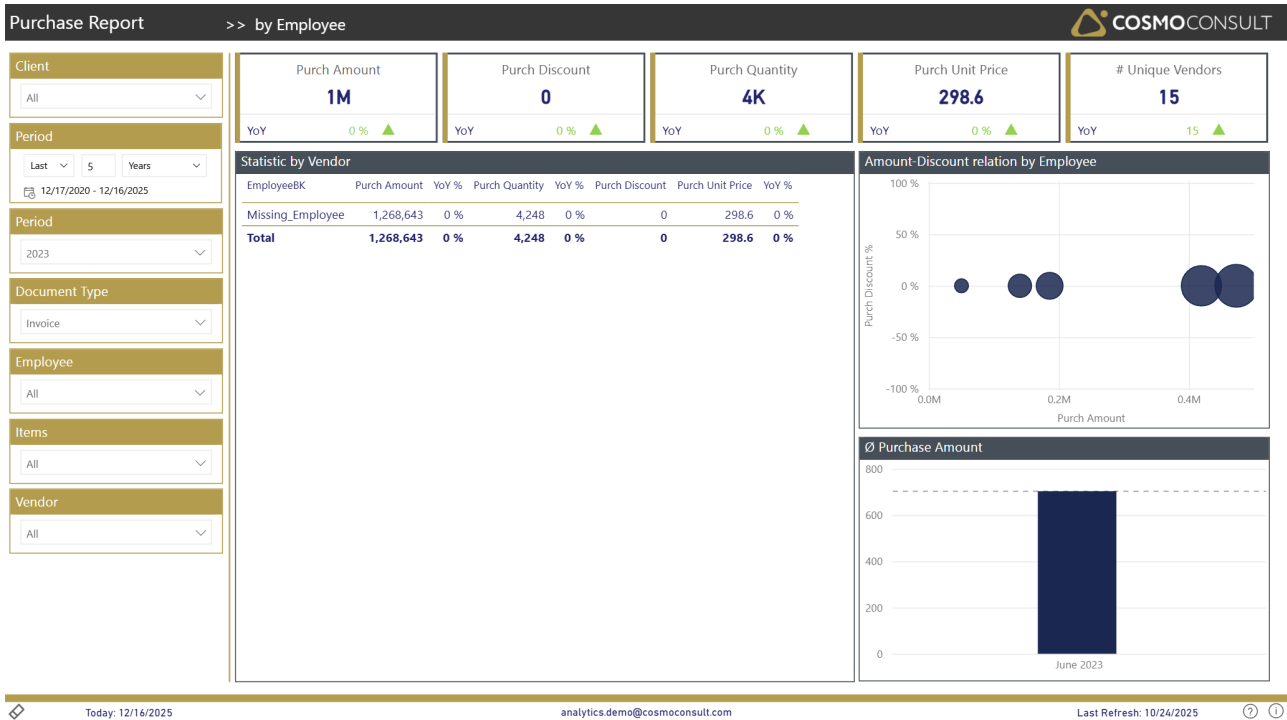 Purchase Report >> by Employee COSMOCONSULT
Client
All
Period
Last 5 Years
12/17/2020 - 12/16/2025
Period
2023
Document Type
Invoice
Employee
All
Items
All
Vendor
All
Purch Amount
1M
YoY 0 %
Purch Discount
0
YoY 0 %
Purch Quantity
4K
YoY 0 %
Purch Unit Price
298.6
YoY 0 %
# Unique Vendors
15
YoY 15
Statistic by Vendor
EmployeeBK Purch Amount YoY % Purch Quantity YoY % Purch Discount Purch Unit Price YoY %
Missing_Employee 1,268,643 0 % 4,248 0 % 0 298.6 0 %
Total 1,268,643 0 % 4,248 0 % 0 298.6 0 %
Amount-Discount relation by Employee
Purch Discount %
100 %
50 %
0 %
-50 %
-100 %
0.0M 0.2M 0.4M
Purch Amount
Ø Purchase Amount
800
600
400
200
0
June 2023
Today: 12/16/2025 analytics.demo@cosmoconsult.com Last Refresh: 10/24/2025